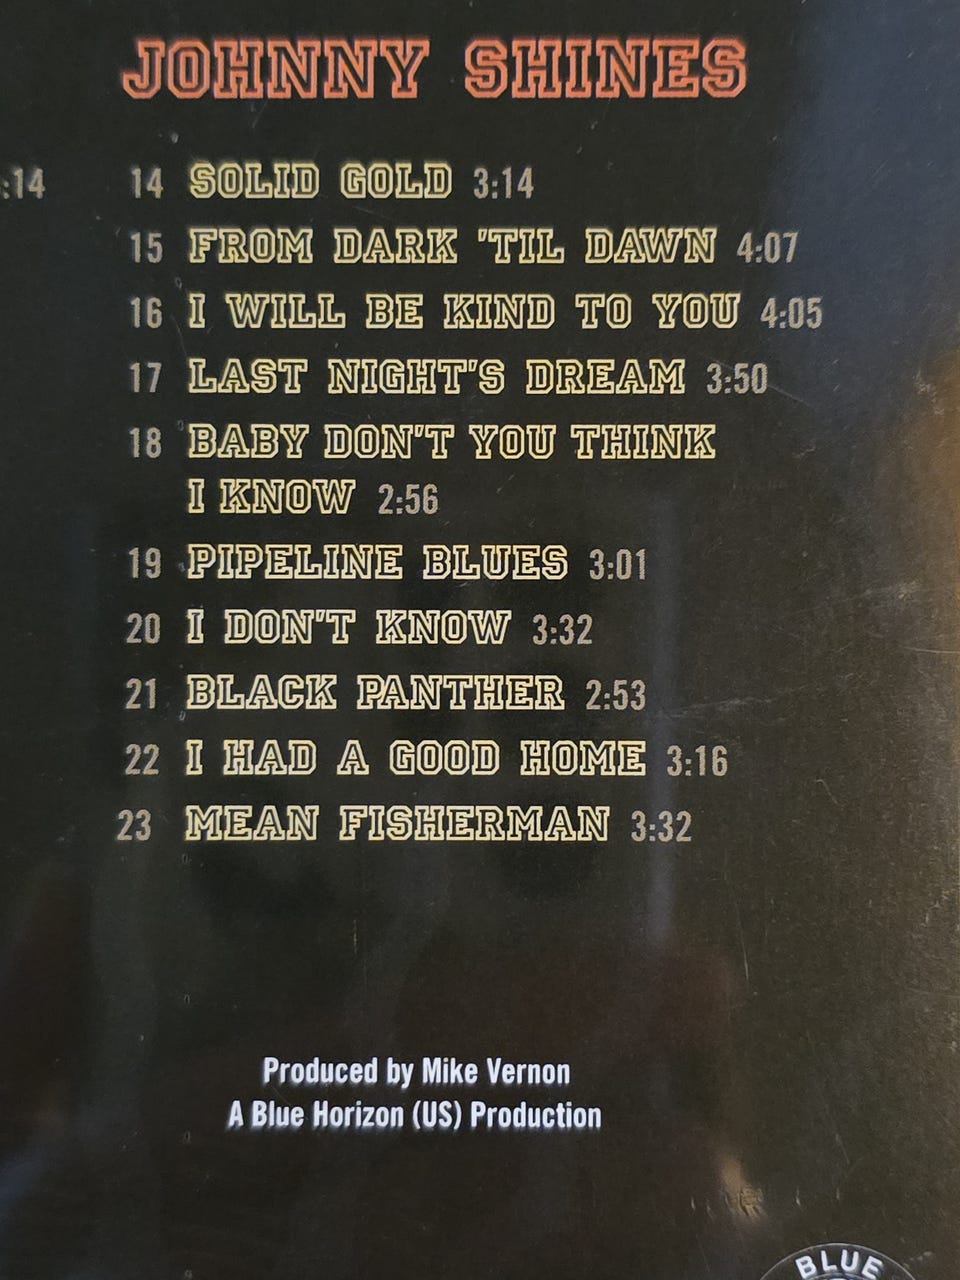 JOHNNY SHINES
:14
14 SOLID GOLD 3:14
15 FROM DARK 'TIL DAWN 4:07
16 I WILL BE KIND TO YOU 4:05
17 LAST NIGHT'S DREAM 3:50
18 BABY DON'T YOU THINK
I KNOW 2:56
19 PIPELINE BLUES 3:01
20 I DON'T KNOW 3:32
21 BLACK PANTHER 2:53
22 I HAD A GOOD HOME 3:16
23 MEAN FISHERMAN 3:32
Produced by Mike Vernon
A Blue Horizon (US) Production
BLUE